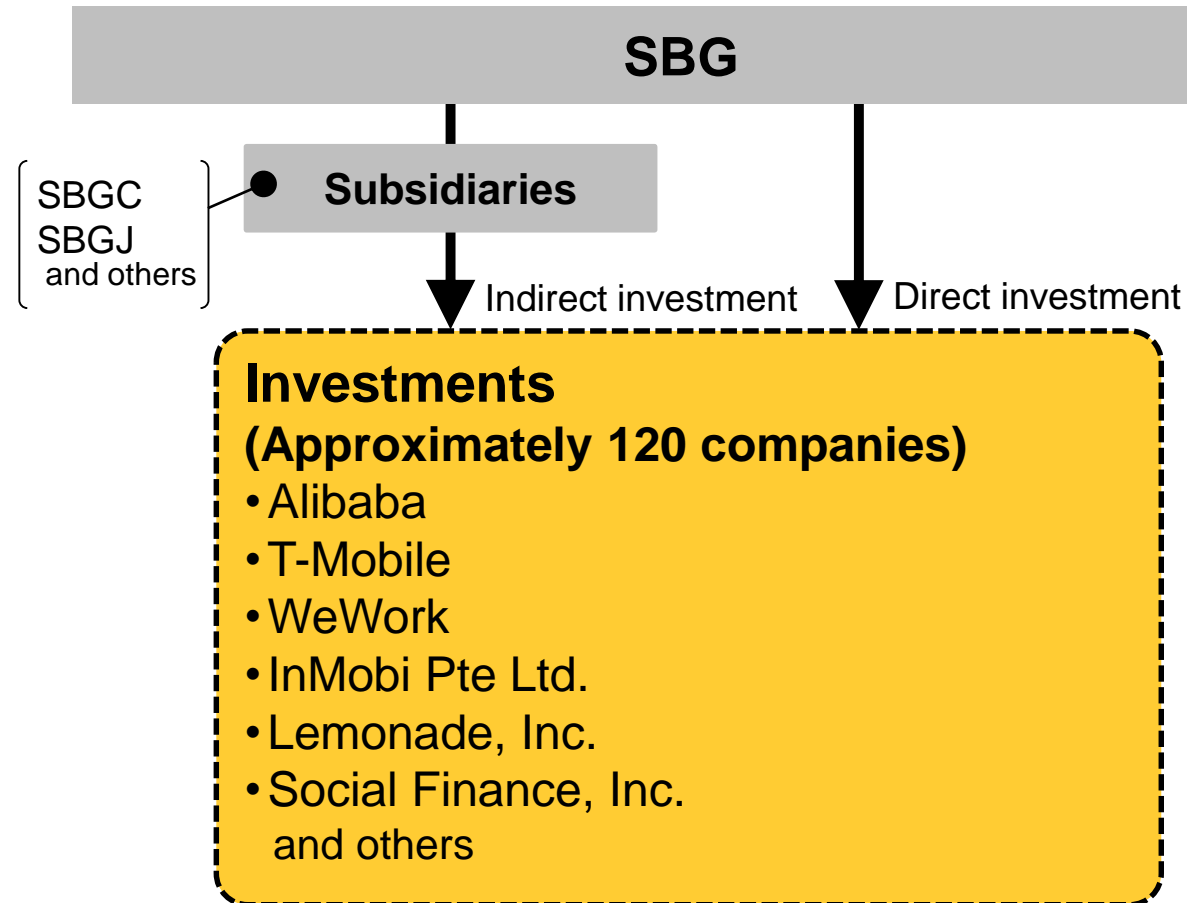 SBG
SBGC
SBGJ
and others
Subsidiaries
Indirect investment
Direct investment
Investments
(Approximately 120 companies)
• Alibaba
• T-Mobile
• WeWork
• InMobi Pte Ltd.
• Lemonade, Inc.
• Social Finance, Inc.
and others